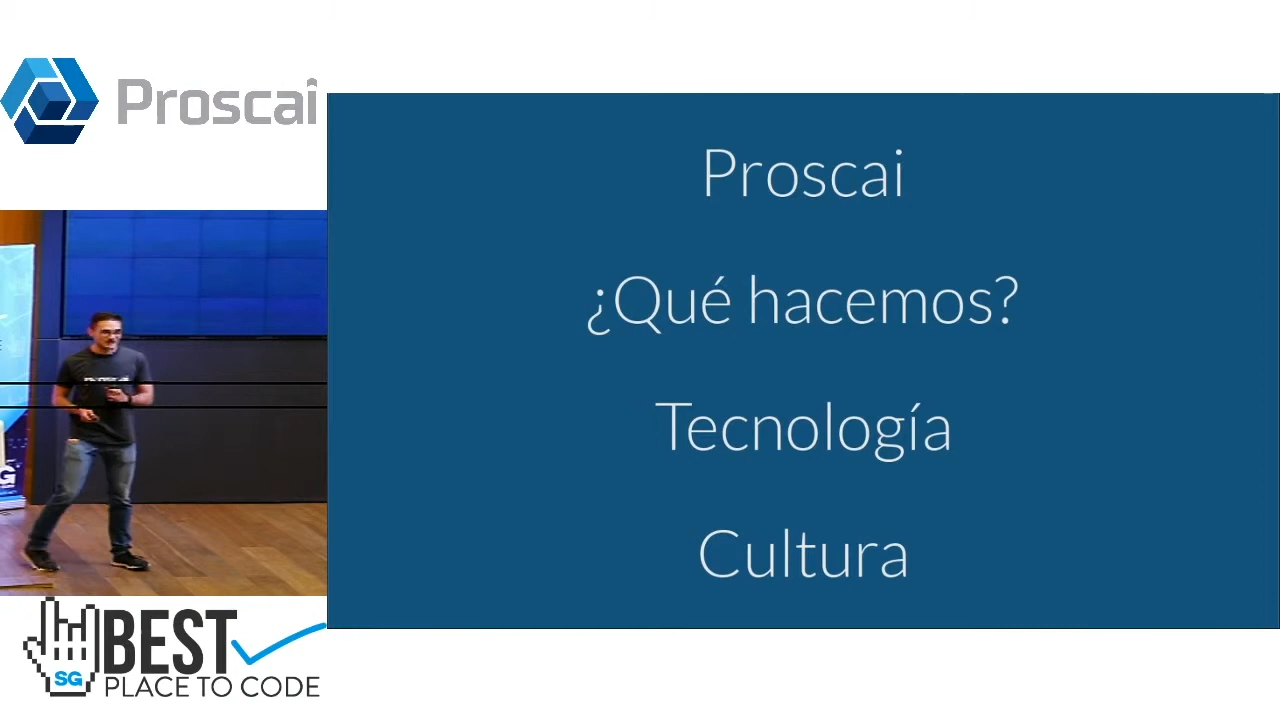 Proscai
Proscai
¿Qué hacemos?
Tecnología
Cultura
SG
BEST
PLACE TO CODE